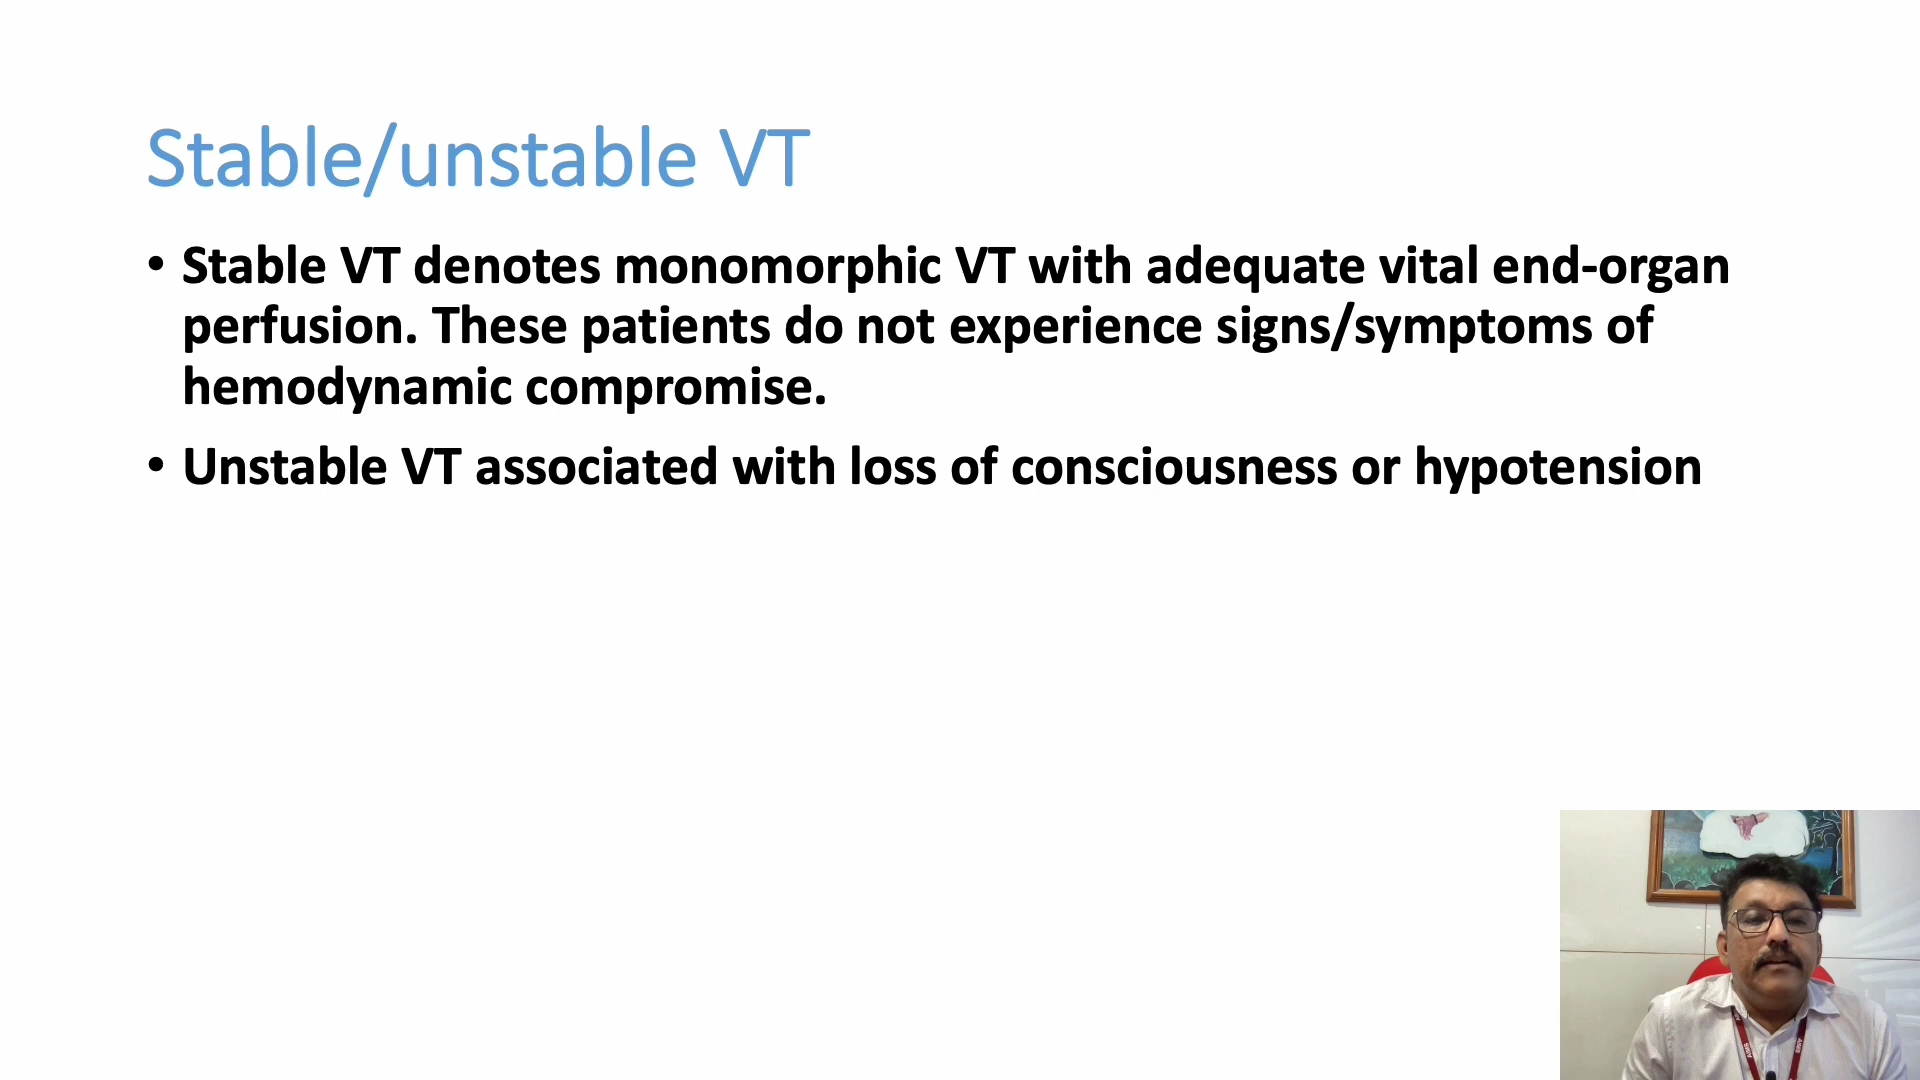 Stable/unstable VT
• Stable VT denotes monomorphic VT with adequate vital end-organ
perfusion. These patients do not experience signs/symptoms of
hemodynamic compromise.
• Unstable VT associated with loss of consciousness or hypotension